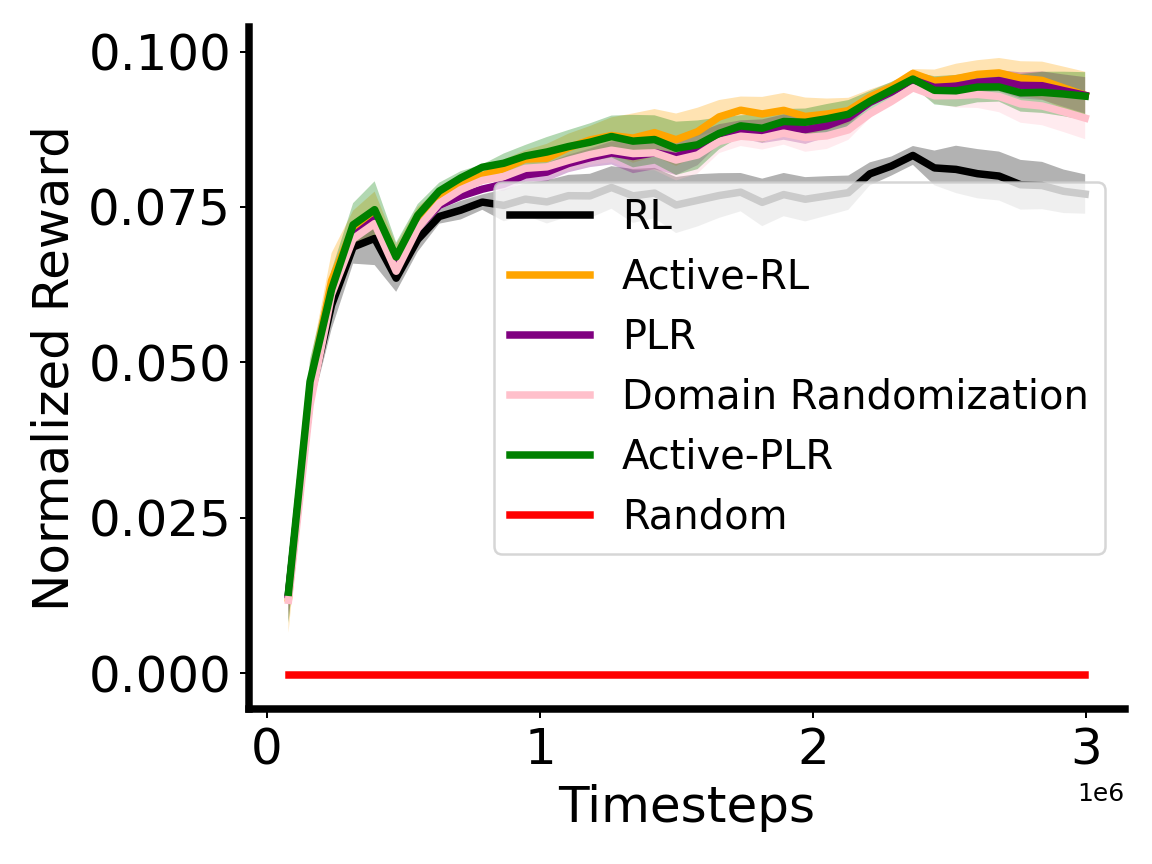 0.100
0.075
0.050
0.025
0.000
Normalized Reward
RL
Active-RL
PLR
Domain Randomization
Active-PLR
Random
0 1 2 3
1e6
Timesteps